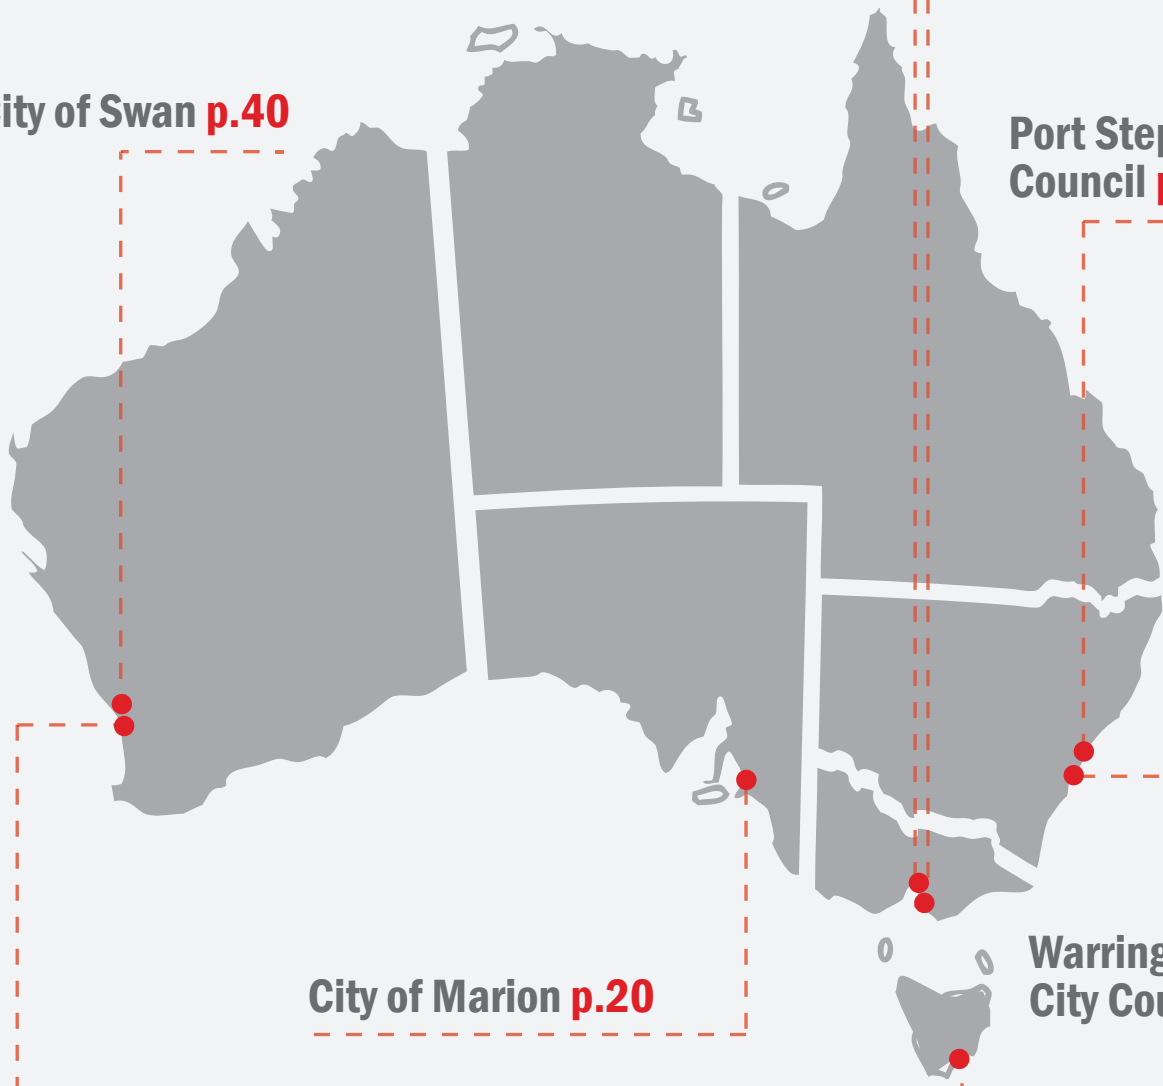 ity of Swan p.40
Port Step
Council p
City of Marion p.20
Warring
City Cou